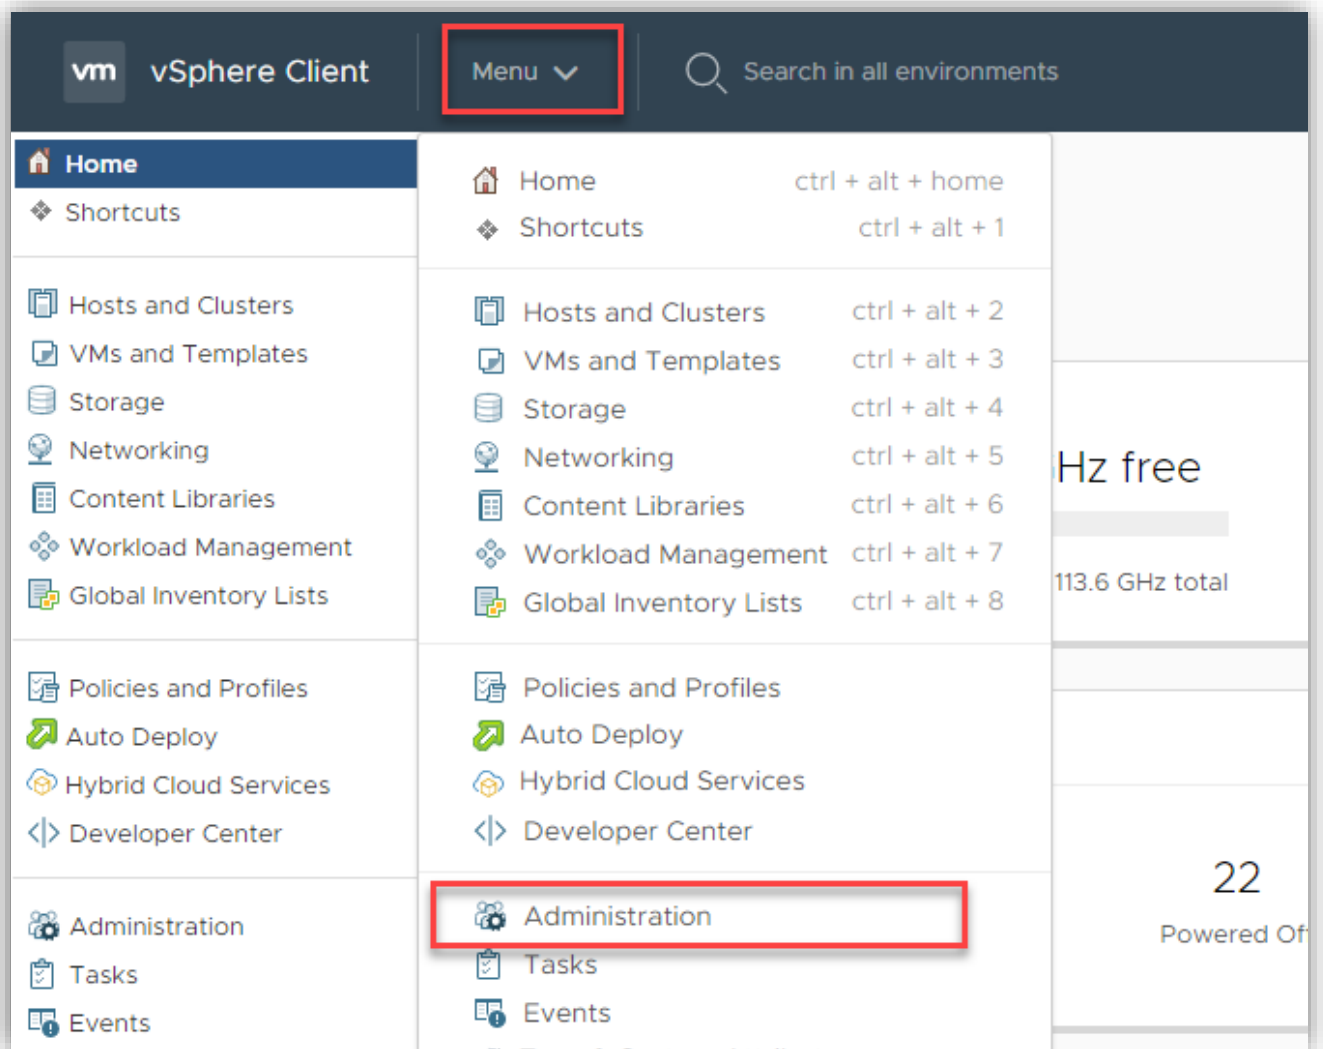 vm vSphere Client Menu Search in all environments
Home
Shortcuts
Hosts and Clusters
VMs and Templates
Storage
Networking
Content Libraries
Workload Management
Global Inventory Lists
Policies and Profiles
Auto Deploy
Hybrid Cloud Services
Developer Center
Administration
Tasks
Events
Home ctrl + alt + home
Shortcuts ctrl + alt + 1
Hosts and Clusters ctrl + alt + 2
VMs and Templates ctrl + alt + 3
Storage ctrl + alt + 4
Networking ctrl + alt + 5
Content Libraries ctrl + alt + 6
Workload Management ctrl + alt + 7
Global Inventory Lists ctrl + alt + 8
Policies and Profiles
Auto Deploy
Hybrid Cloud Services
Developer Center
Administration
Tasks
Events
Hz free
113.6 GHz total
22
Powered Of